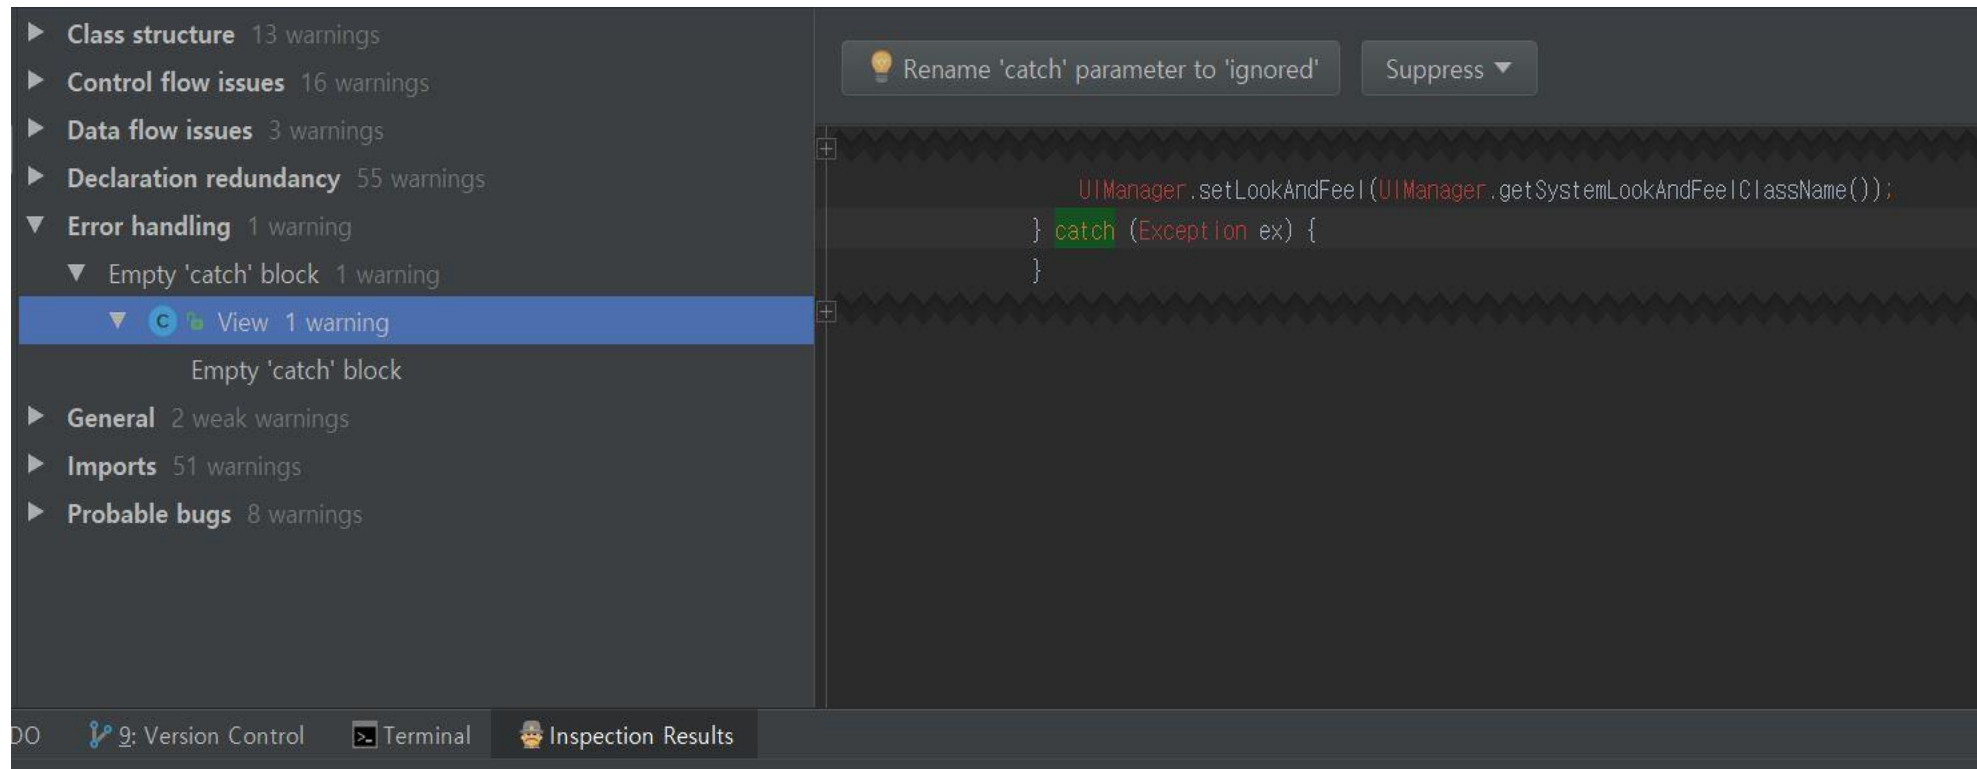 Class structure 13 warnings
Control flow issues 16 warnings
Data flow issues 3 warnings
Declaration redundancy 55 warnings
Error handling 1 warning
Empty 'catch' block 1 warning
C View 1 warning
Empty 'catch' block
General 2 weak warnings
Imports 51 warnings
Probable bugs 8 warnings
Rename 'catch' parameter to 'ignored' Suppress
UIManager.setLookAndFeel(UIManager.getSystemLookAndFeelClassName());
} catch (Exception ex) {
}
DO 9: Version Control Terminal Inspection Results